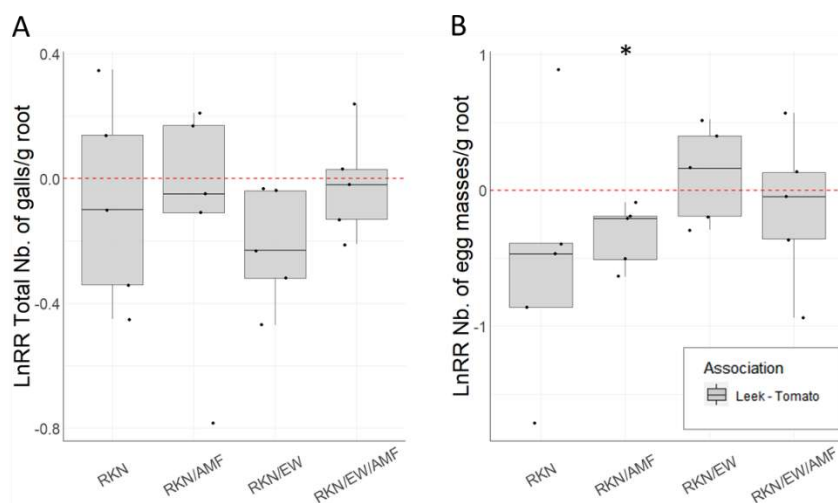 A
LnRR Total Nb. of galls/g root
0.4
0.0
-0.4
-0.8
RKN
RKN/AMF
RKN/EW
RKN/EW/AMF
B
*
LnRR Nb. of egg masses/g root
1
0
-1
Association
Leek - Tomato
RKN
RKN/AMF
RKN/EW
RKN/EW/AMF